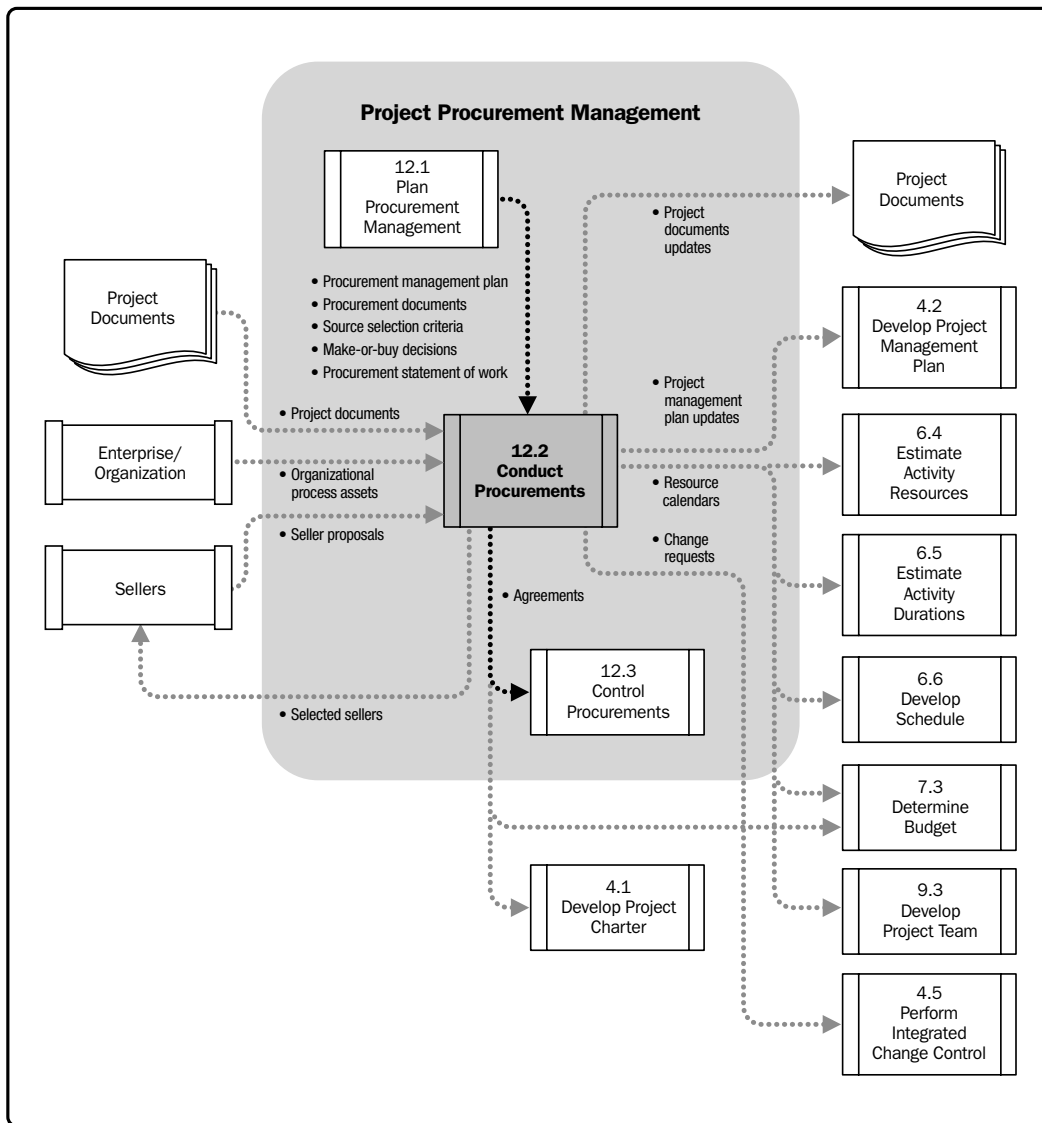 Project Procurement Management
12.1
Plan
Procurement
Management
• Procurement management plan
• Procurement documents
• Source selection criteria
• Make-or-buy decisions
• Procurement statement of work
Project
Documents
• Project documents
Enterprise/
Organization
• Organizational
process assets
Sellers
• Seller proposals
12.2
Conduct
Procurements
• Agreements
• Selected sellers
12.3
Control
Procurements
4.1
Develop Project
Charter
• Project
documents
updates
• Project
management
plan updates
• Resource
calendars
• Change
requests
Project
Documents
4.2
Develop Project
Management
Plan
6.4
Estimate
Activity
Resources
6.5
Estimate
Activity
Durations
6.6
Develop
Schedule
7.3
Determine
Budget
9.3
Develop
Project Team
4.5
Perform
Integrated
Change Control